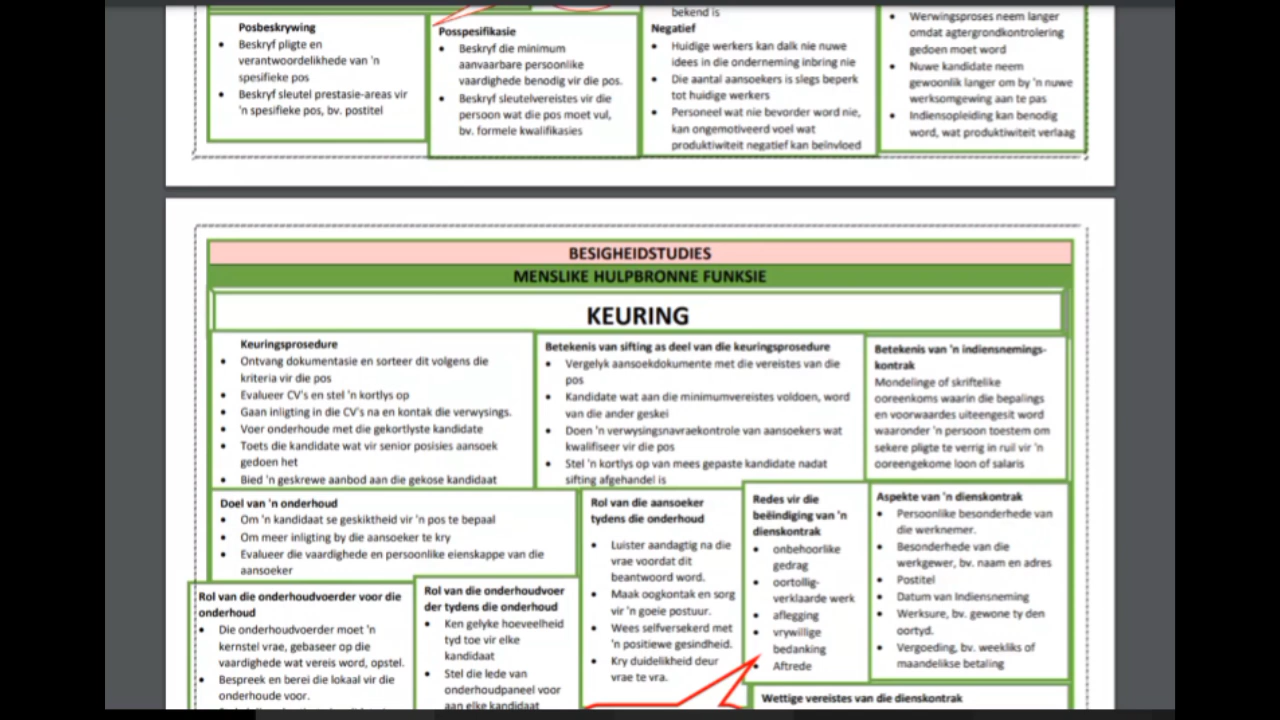 Posbeskrywing
• Beskryf pligte en
verantwoordelikhede van 'n
spesifieke pos
• Beskryf sleutel prestasie-areas vir
'n spesifieke pos, bv. postitel
Posspesifikasie
• Beskryf die minimum
aanvaarbare persoonlike
vaardighede benodig vir die pos.
• Beskryf sleutelvereistes vir die
persoon wat die pos moet vul,
bv. formele kwalifikasies
bekend is
Negatief
• Huidige werkers kan dalk nie nuwe
idees in die onderneming inbring nie
• Die aantal aansoekers is slegs beperk
tot huidige werkers
• Personeel wat nie bevorder word nie,
kan ongemotiveerd voel wat
produktiwiteit negatief kan beïnvloed
• Werwingsproses neem langer
omdat agtergrondkontrolering
gedoen moet word
• Nuwe kandidate neem
gewoonlik langer om by 'n nuwe
werksomgewing aan te pas
• Indiensopleiding kan benodig
word, wat produktiwiteit verlaag
BESIGHEIDSTUDIES
MENSLIKE HULPBRONNE FUNKSIE
KEURING
Keuringsprosedure
• Ontvang dokumentasie en sorteer dit volgens die
kriteria vir die pos
• Evalueer CV's en stel 'n kortlys op
• Gaan inligting in die CV's na en kontak die verwysings.
• Voer onderhoude met die gekortlyste kandidate
• Toets die kandidate wat vir senior posisies aansoek
gedoen het
• Bied 'n geskrewe aanbod aan die gekose kandidaat
Betekenis van sifting as deel van die keuringsprosedure
• Vergelyk aansoekdokumente met die vereistes van die
pos
• Kandidate wat aan die minimumvereistes voldoen, word
van die ander geskei
• Doen 'n verwysingsnavraekontrole van aansoekers wat
kwalifiseer vir die pos
• Stel 'n kortlys op van mees gepaste kandidate nadat
sifting afgehandel is
Betekenis van 'n indiensnemings-
kontrak
Mondelinge of skriftelike
ooreenkoms waarin die bepalings
en voorwaardes uiteengesit word
waaronder 'n persoon toestem om
sekere pligte te verrig in ruil vir 'n
ooreengekome loon of salaris
Doel van 'n onderhoud
• Om 'n kandidaat se geskiktheid vir 'n pos te bepaal
• Om meer inligting by die aansoeker te kry
• Evalueer die vaardighede en persoonlike eienskappe van die
aansoeker
Rol van die onderhoudvoerder voor die
onderhoud
• Die onderhoudvoerder moet 'n
kernstel vrae, gebaseer op die
vaardighede wat vereis word, opstel.
• Bespreek en berei die lokaal vir die
onderhoude voor.
Rol van die onderhoudvoer
der tydens die onderhoud
• Ken gelyke hoeveelheid
tyd toe vir elke
kandidaat
• Stel die lede van
onderhoudpaneel voor
aan elke kandidaat
Rol van die aansoeker
tydens die onderhoud
• Luister aandagtig na die
vrae voordat dit
beantwoord word.
• Maak oogkontak en sorg
vir 'n goeie postuur.
• Wees selfversekerd met
'n positiewe gesindheid.
• Kry duidelikheid deur
vrae te vra.
Redes vir die
beëindiging van 'n
dienskontrak
• onbehoorlike
gedrag
• oortollig-
verklaarde werk
• aflegging
• vrywillige
bedanking
• Aftrede
Aspekte van 'n dienskontrak
• Persoonlike besonderhede van
die werknemer.
• Besonderhede van die
werkgewer, bv. naam en adres
• Postitel
• Datum van Indiensneming
• Werksure, bv. gewone ty den
oortyd.
• Vergoeding, bv. weekliks of
maandelikse betaling
Wettige vereistes van die dienskontrak